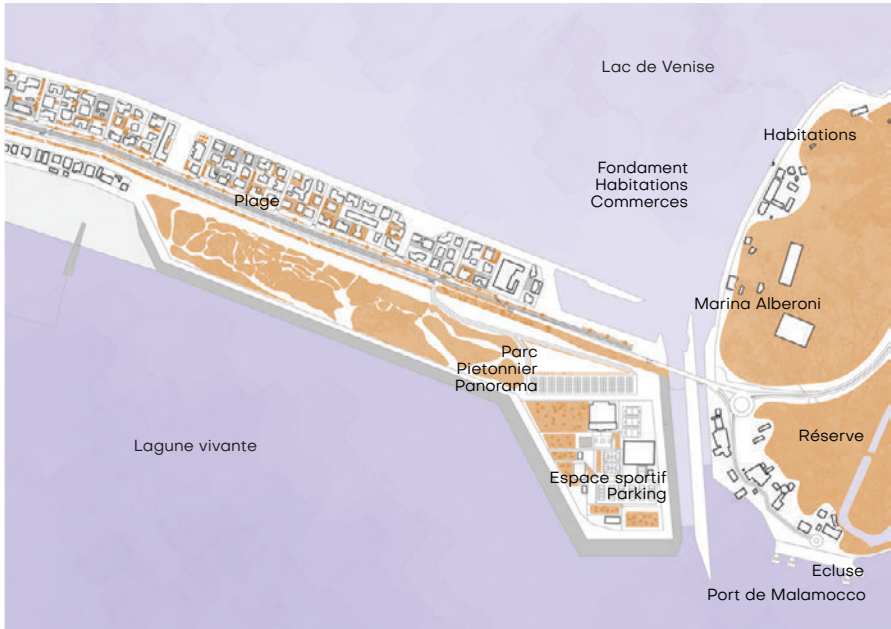 Lac de Venise
Habitations
Fondament
Habitations
Commerces
Plage
Marina Alberoni
Parc
Pietonnier
Panorama
Lagune vivante
Réserve
Espace sportif
Parking
Ecluse
Port de Malamocco